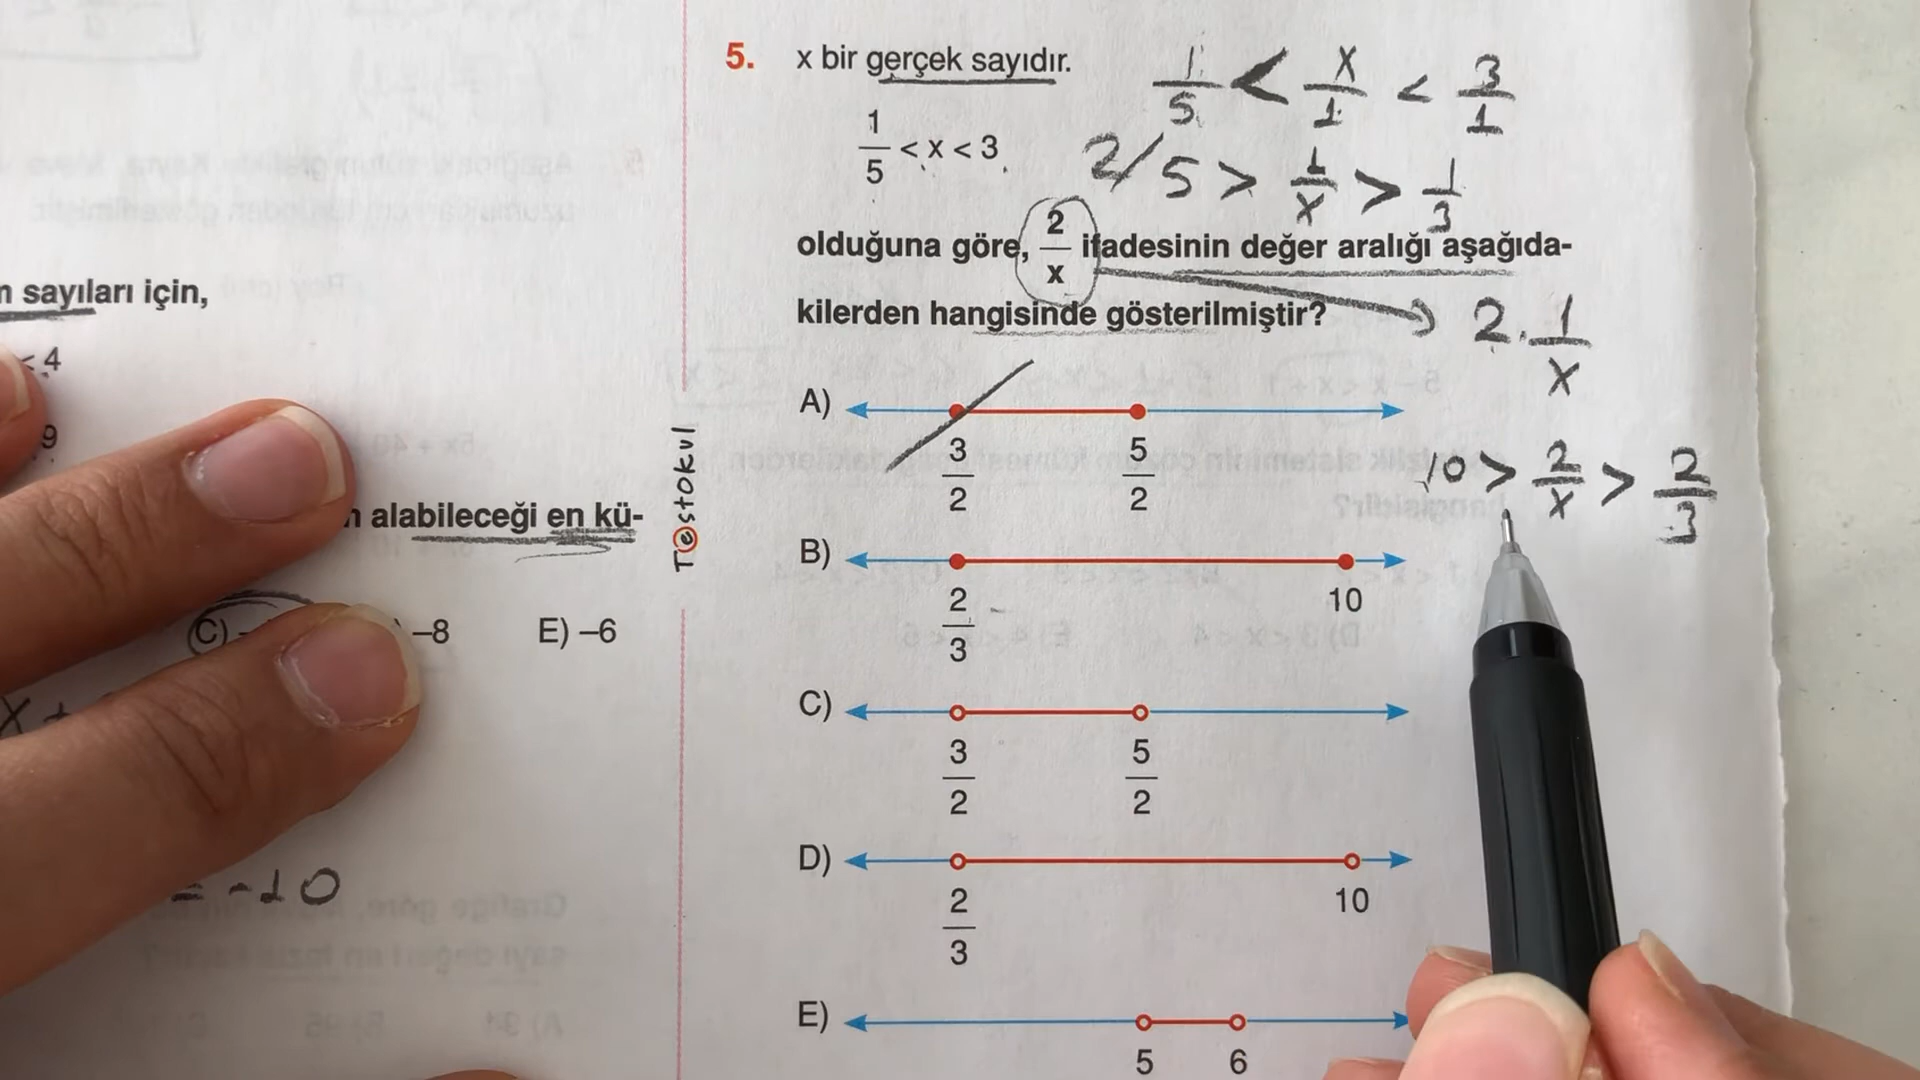 m sayıları için,
< 4
9
n alabileceği en kü-
C) –
–8
E) –6
x +
= -10
Testokul
5. x bir gerçek sayıdır.
1/5 < x < 3
olduğuna göre, 2/x ifadesinin değer aralığı aşağıda-
kilerden hangisinde gösterilmiştir?
1/5 < x/1 < 3/1
2/ 5 > 1/x > 1/3
2 . 1/x
10 > 2/x > 2/3
A) 3/2 5/2
B) 2/3 10
C) 3/2 5/2
D) 2/3 10
E) 5 6